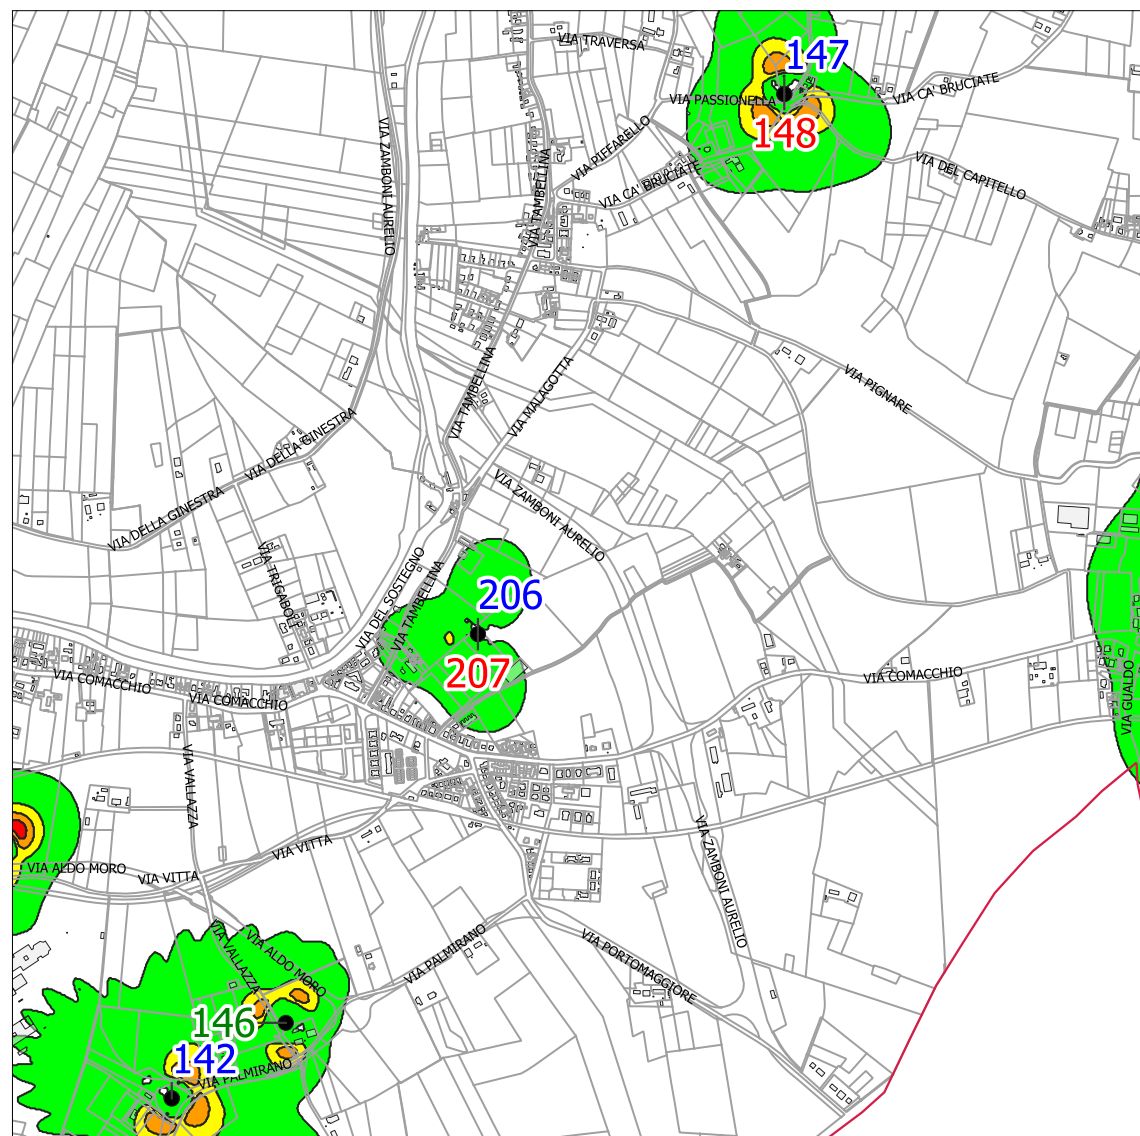 VIA TRAVERSA
147
VIA PASSIONELLA
VIA CA' BRUCIATE
148
VIA ZAMBONI AURELIO
VIA PIFFARELLO
VIA TAMBELLINA
VIA CA' BRUCIATE
VIA DEL CAPITELLO
VIA TAMBELLINA
VIA MALAGOTTA
VIA PIGNARE
VIA DELLA GINESTRA
VIA DELLA GINESTRA
VIA ZAMBONI AURELIO
VIA TRIGABOLI
VIA DEL SOSTEGNO
VIA TAMBELLINA
206
207
VIA COMACCHIO
VIA COMACCHIO
VIA COMACCHIO
VIA GUALDO
VIA VALLAZZA
VIA VITTA
VIA ZAMBONI AURELIO
VIA ALDO MORO
VIA VITTA
VIA VALLAZZA
VIA ALDO MORO
VIA PALMIRANO
VIA PORTOMAGGIORE
146
142
VIA PALMIRANO